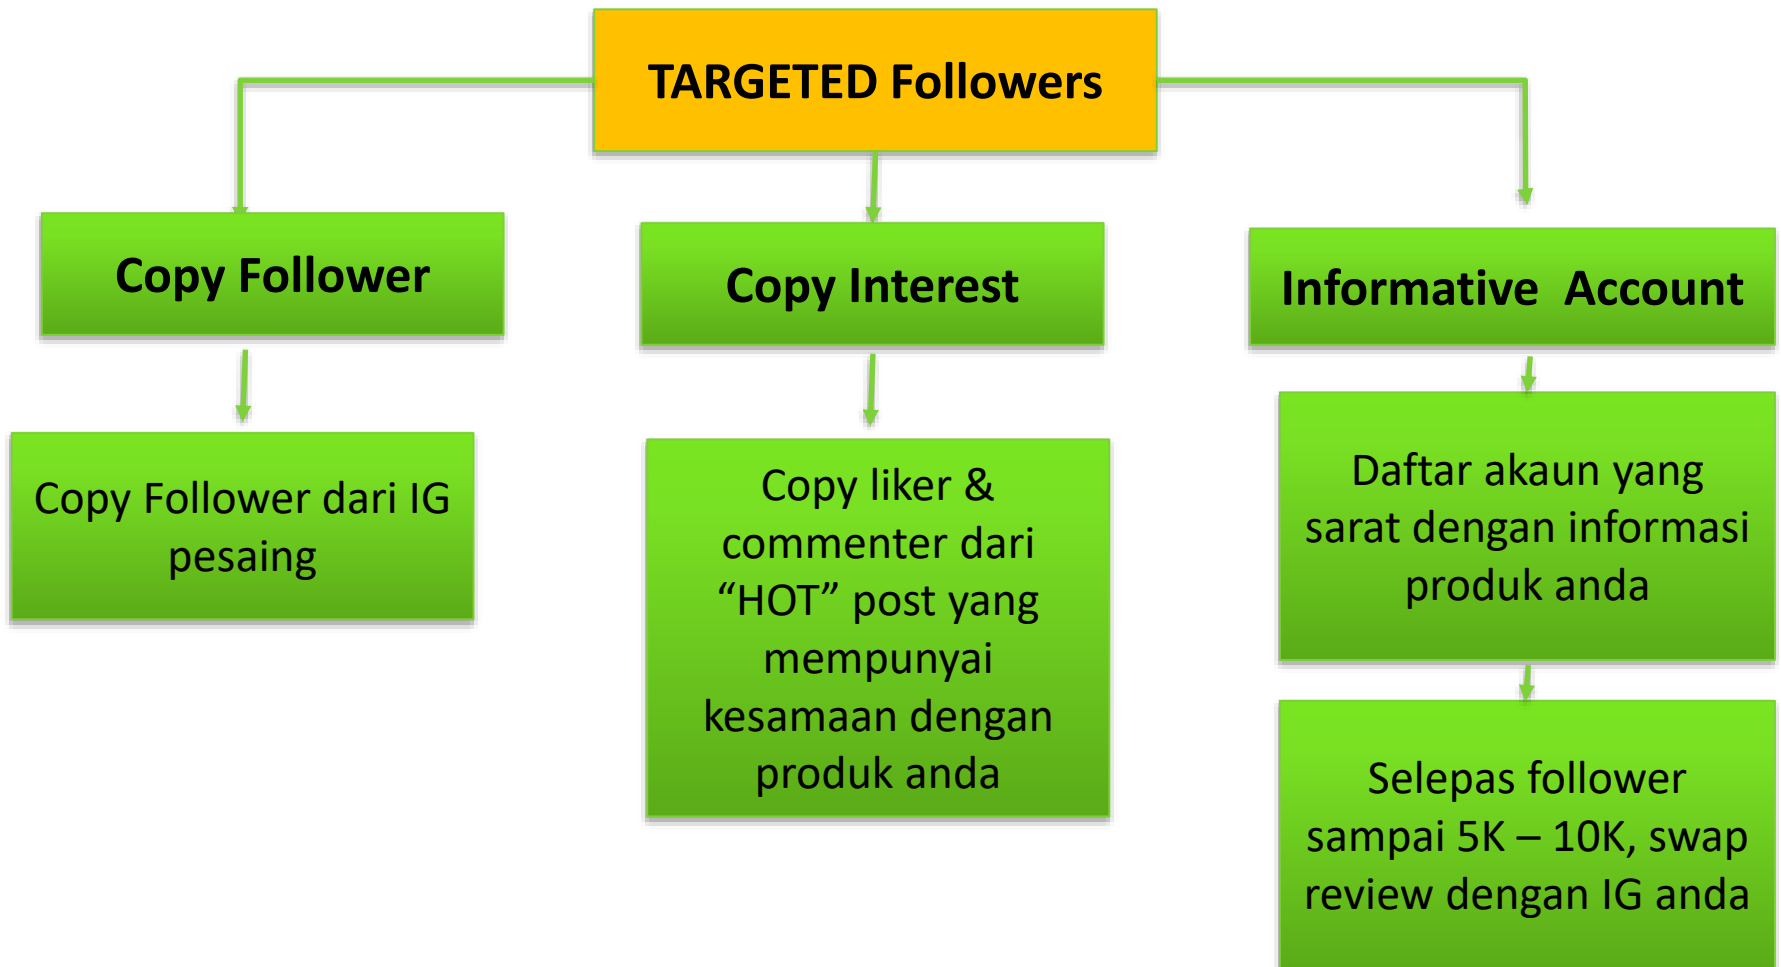 TARGETED Followers
Copy Follower
Copy Follower dari IG
pesaing
Copy Interest
Copy liker &
commenter dari
“HOT” post yang
mempunyai
kesamaan dengan
produk anda
Informative  Account
Daftar akaun yang
sarat dengan informasi
produk anda
Selepas follower
sampai 5K – 10K, swap
review dengan IG anda